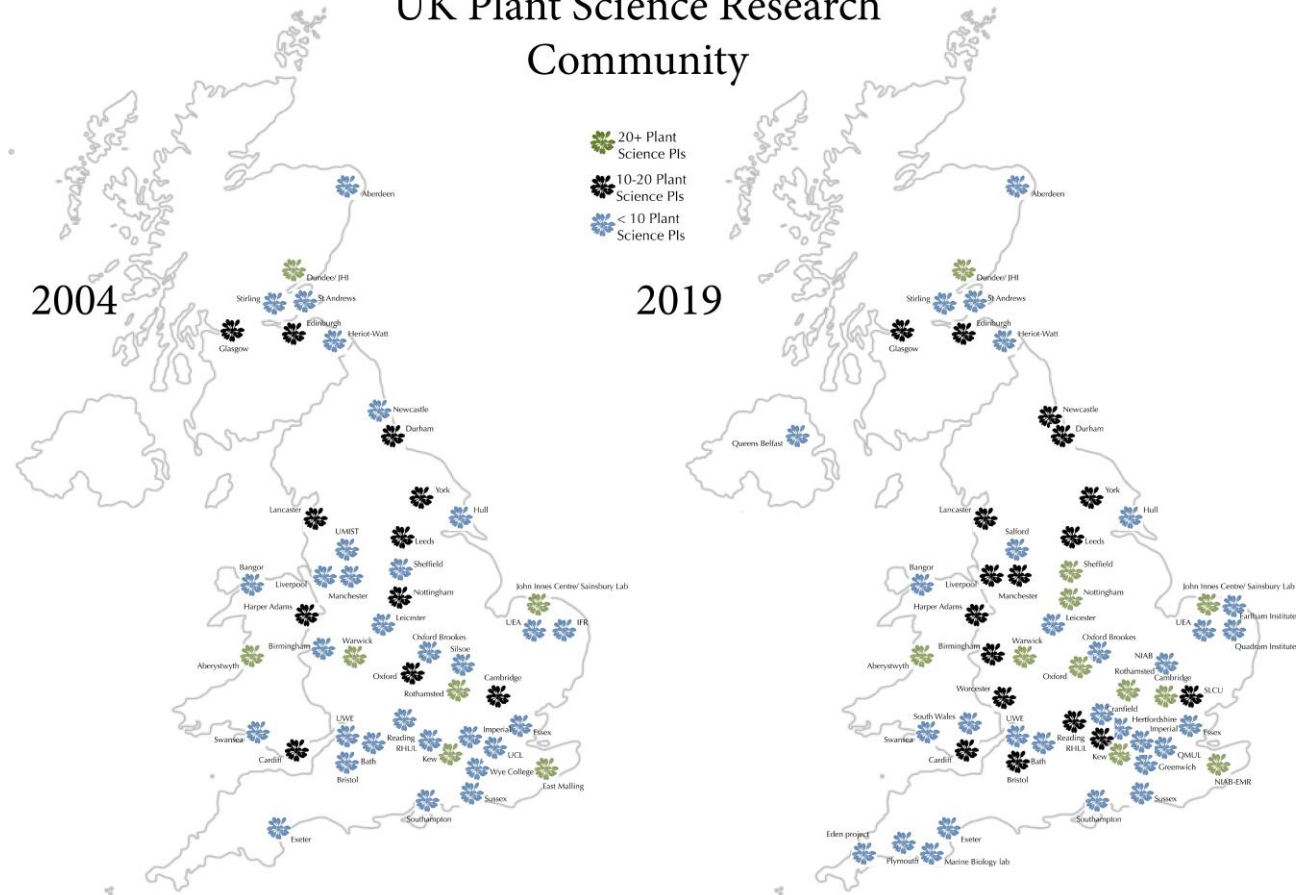 UK Plant Science Research
Community
20+ Plant
Science PIs
10-20 Plant
Science PIs
< 10 Plant
Science PIs
2004
Aberdeen
Dundee/ JHI
Stirling
St Andrews
Edinburgh
Glasgow
Heriot-Watt
Newcastle
Durham
York
Lancaster
Hull
UMIST
Leeds
Bangor
Liverpool
Manchester
Sheffield
Nottingham
John Innes Centre/ Sainsbury Lab
Harper Adams
Leicester
UEA
IFR
Birmingham
Warwick
Oxford Brookes
Silsoe
Aberystwyth
Oxford
Rothamsted
Cambridge
UWE
Reading
RHUL
Imperial
Essex
Swansea
Cardiff
Bath
Bristol
Kew
UCL
Wye College
East Malling
Sussex
Southampton
Exeter
2019
Aberdeen
Dundee/ JHI
Stirling
St Andrews
Edinburgh
Glasgow
Heriot-Watt
Newcastle
Durham
Queens Belfast
York
Lancaster
Hull
Salford
Leeds
Bangor
Liverpool
Manchester
Sheffield
Nottingham
John Innes Centre/ Sainsbury Lab
Harper Adams
Leicester
UEA
Earlham Institute
Quadram Institute
Birmingham
Warwick
Oxford Brookes
NIAB
Aberystwyth
Oxford
Rothamsted
Cambridge
SLCU
Worcester
Cranfield
South Wales
UWE
Reading
RHUL
Hertfordshire
Imperial
Essex
Swansea
Cardiff
Bath
Bristol
Kew
QMUL
Greenwich
NIAB-EMR
Sussex
Southampton
Eden project
Exeter
Plymouth
Marine Biology lab